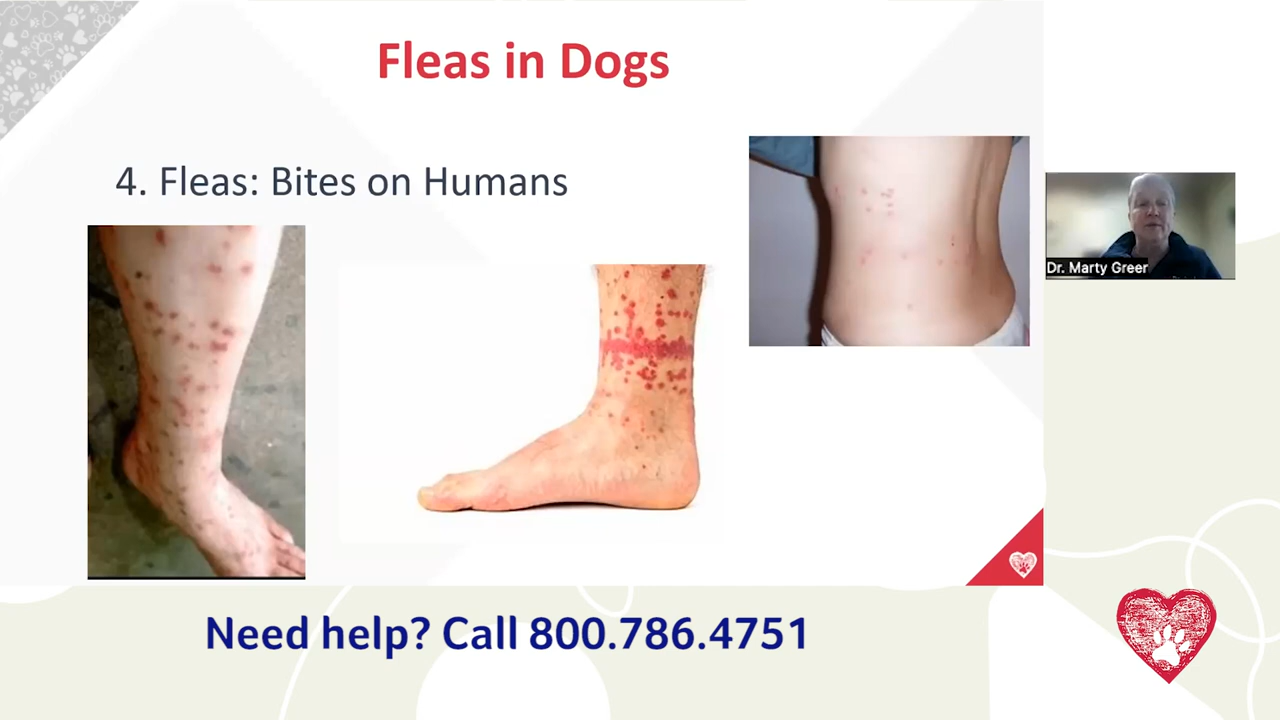 Fleas in Dogs
4. Fleas: Bites on Humans
Dr. Marty Greer
Need help? Call 800.786.4751